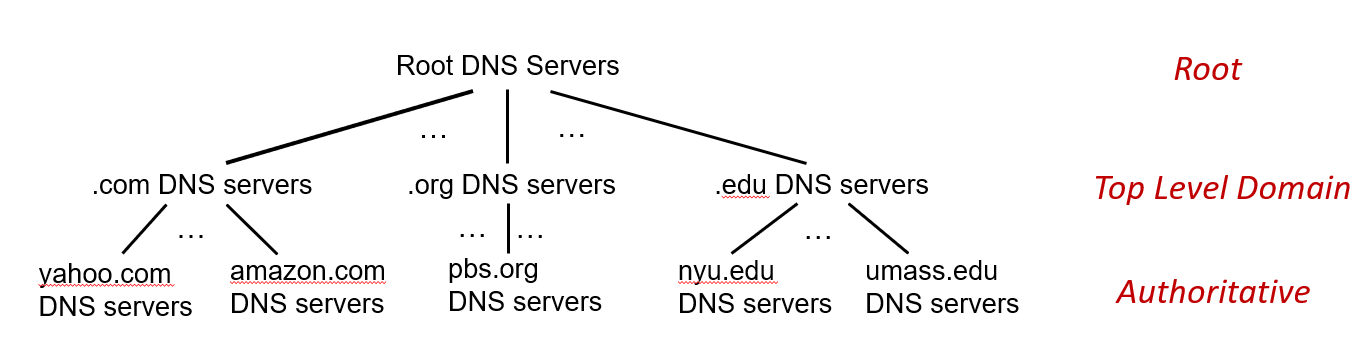 Root DNS Servers
Root
… …
.com DNS servers
.org DNS servers
.edu DNS servers
Top Level Domain
… … … …
yahoo.com
DNS servers
amazon.com
DNS servers
pbs.org
DNS servers
nyu.edu
DNS servers
umass.edu
DNS servers
Authoritative